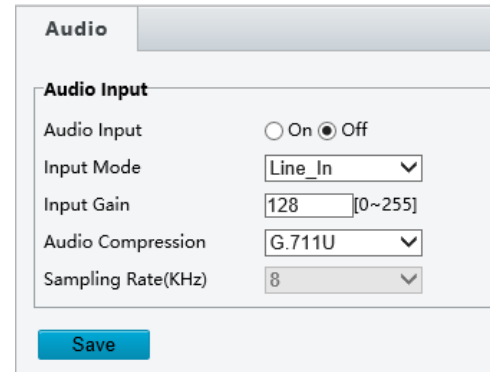 Audio
Audio Input
Audio Input On Off
Input Mode Line_In
Input Gain 128 [0~255]
Audio Compression G.711U
Sampling Rate(KHz) 8
Save